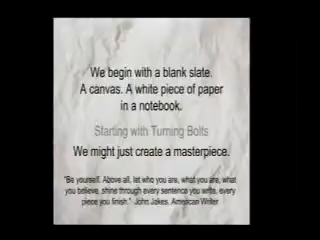 We begin with a blank slate.
A canvas. A white piece of paper
in a notebook.
Starting with Turning Bolts
We might just create a masterpiece.
"Be yourself. Above all, let who you are, what you are, what
you believe, shine through every sentence you write, every
piece you finish." John Jakes, American Writer